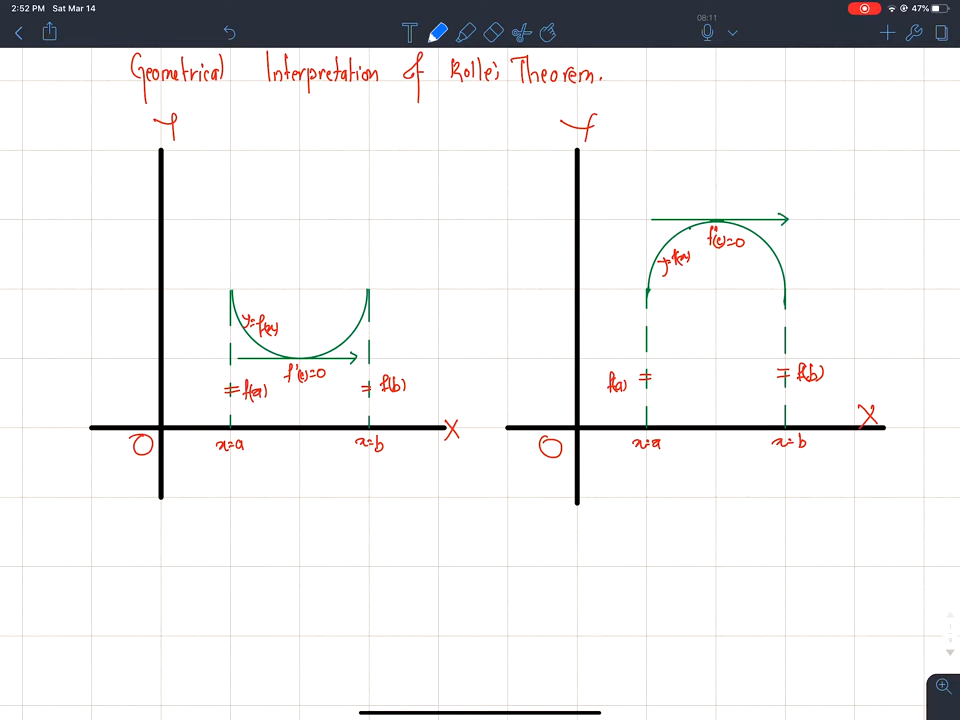 2:52 PM Sat Mar 14
47%
08:11
T
Geometrical Interpretation of Rolle's Theorem.
Y
Y
f'(c)=0
y=f(x)
y=f(x)
f'(c)=0
f(a)
f(b)
f(a)
f(b)
X
X
O
x=a
x=b
O
x=a
x=b